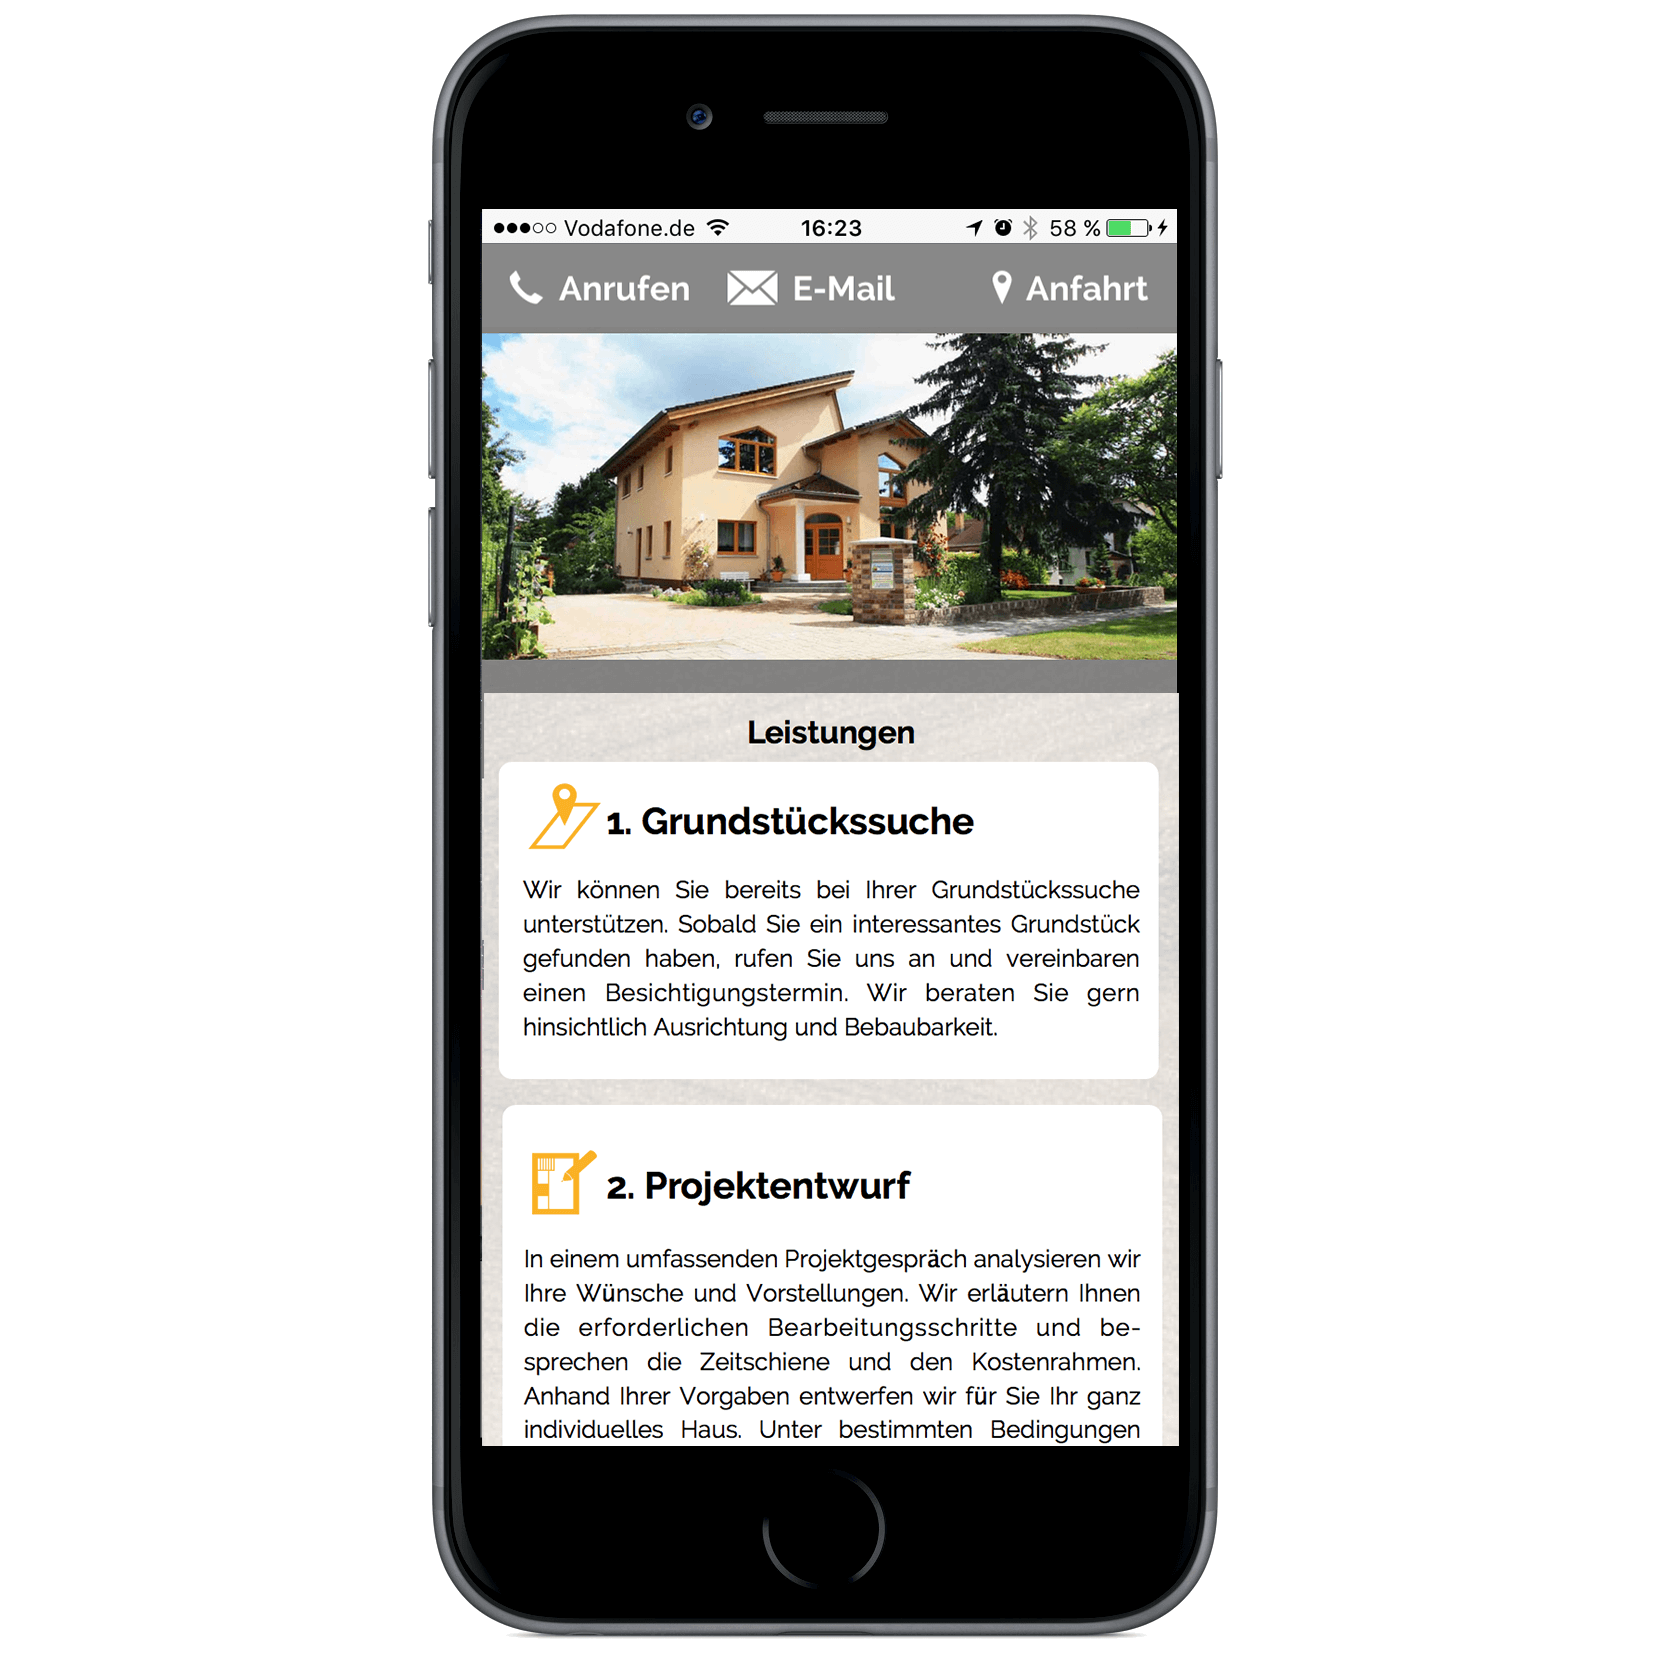 Vodafone.de 16:23 58 %
Anrufen E-Mail Anfahrt
Leistungen
1. Grundstückssuche
Wir können Sie bereits bei Ihrer Grundstückssuche
unterstützen. Sobald Sie ein interessantes Grundstück
gefunden haben, rufen Sie uns an und vereinbaren
einen Besichtigungstermin. Wir beraten Sie gern
hinsichtlich Ausrichtung und Bebaubarkeit.
2. Projektentwurf
In einem umfassenden Projektgespräch analysieren wir
Ihre Wünsche und Vorstellungen. Wir erläutern Ihnen
die erforderlichen Bearbeitungsschritte und be-
sprechen die Zeitschiene und den Kostenrahmen.
Anhand Ihrer Vorgaben entwerfen wir für Sie Ihr ganz
individuelles Haus. Unter bestimmten Bedingungen